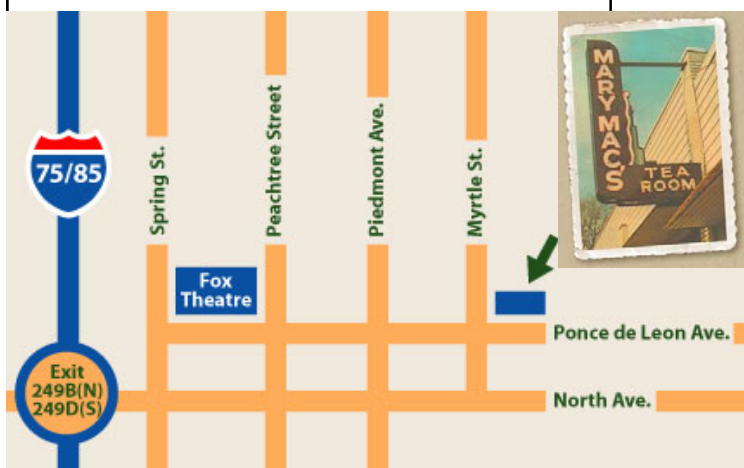 75/85
Spring St.
Peachtree Street
Piedmont Ave.
Myrtle St.
MARY MAC'S
TEA
ROOM
Fox
Theatre
Ponce de Leon Ave.
Exit
249B(N)
249D(S)
North Ave.